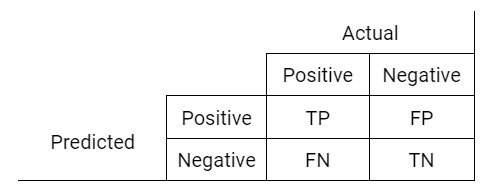 Actual
Positive Negative
Positive TP FP
Predicted
Negative FN TN